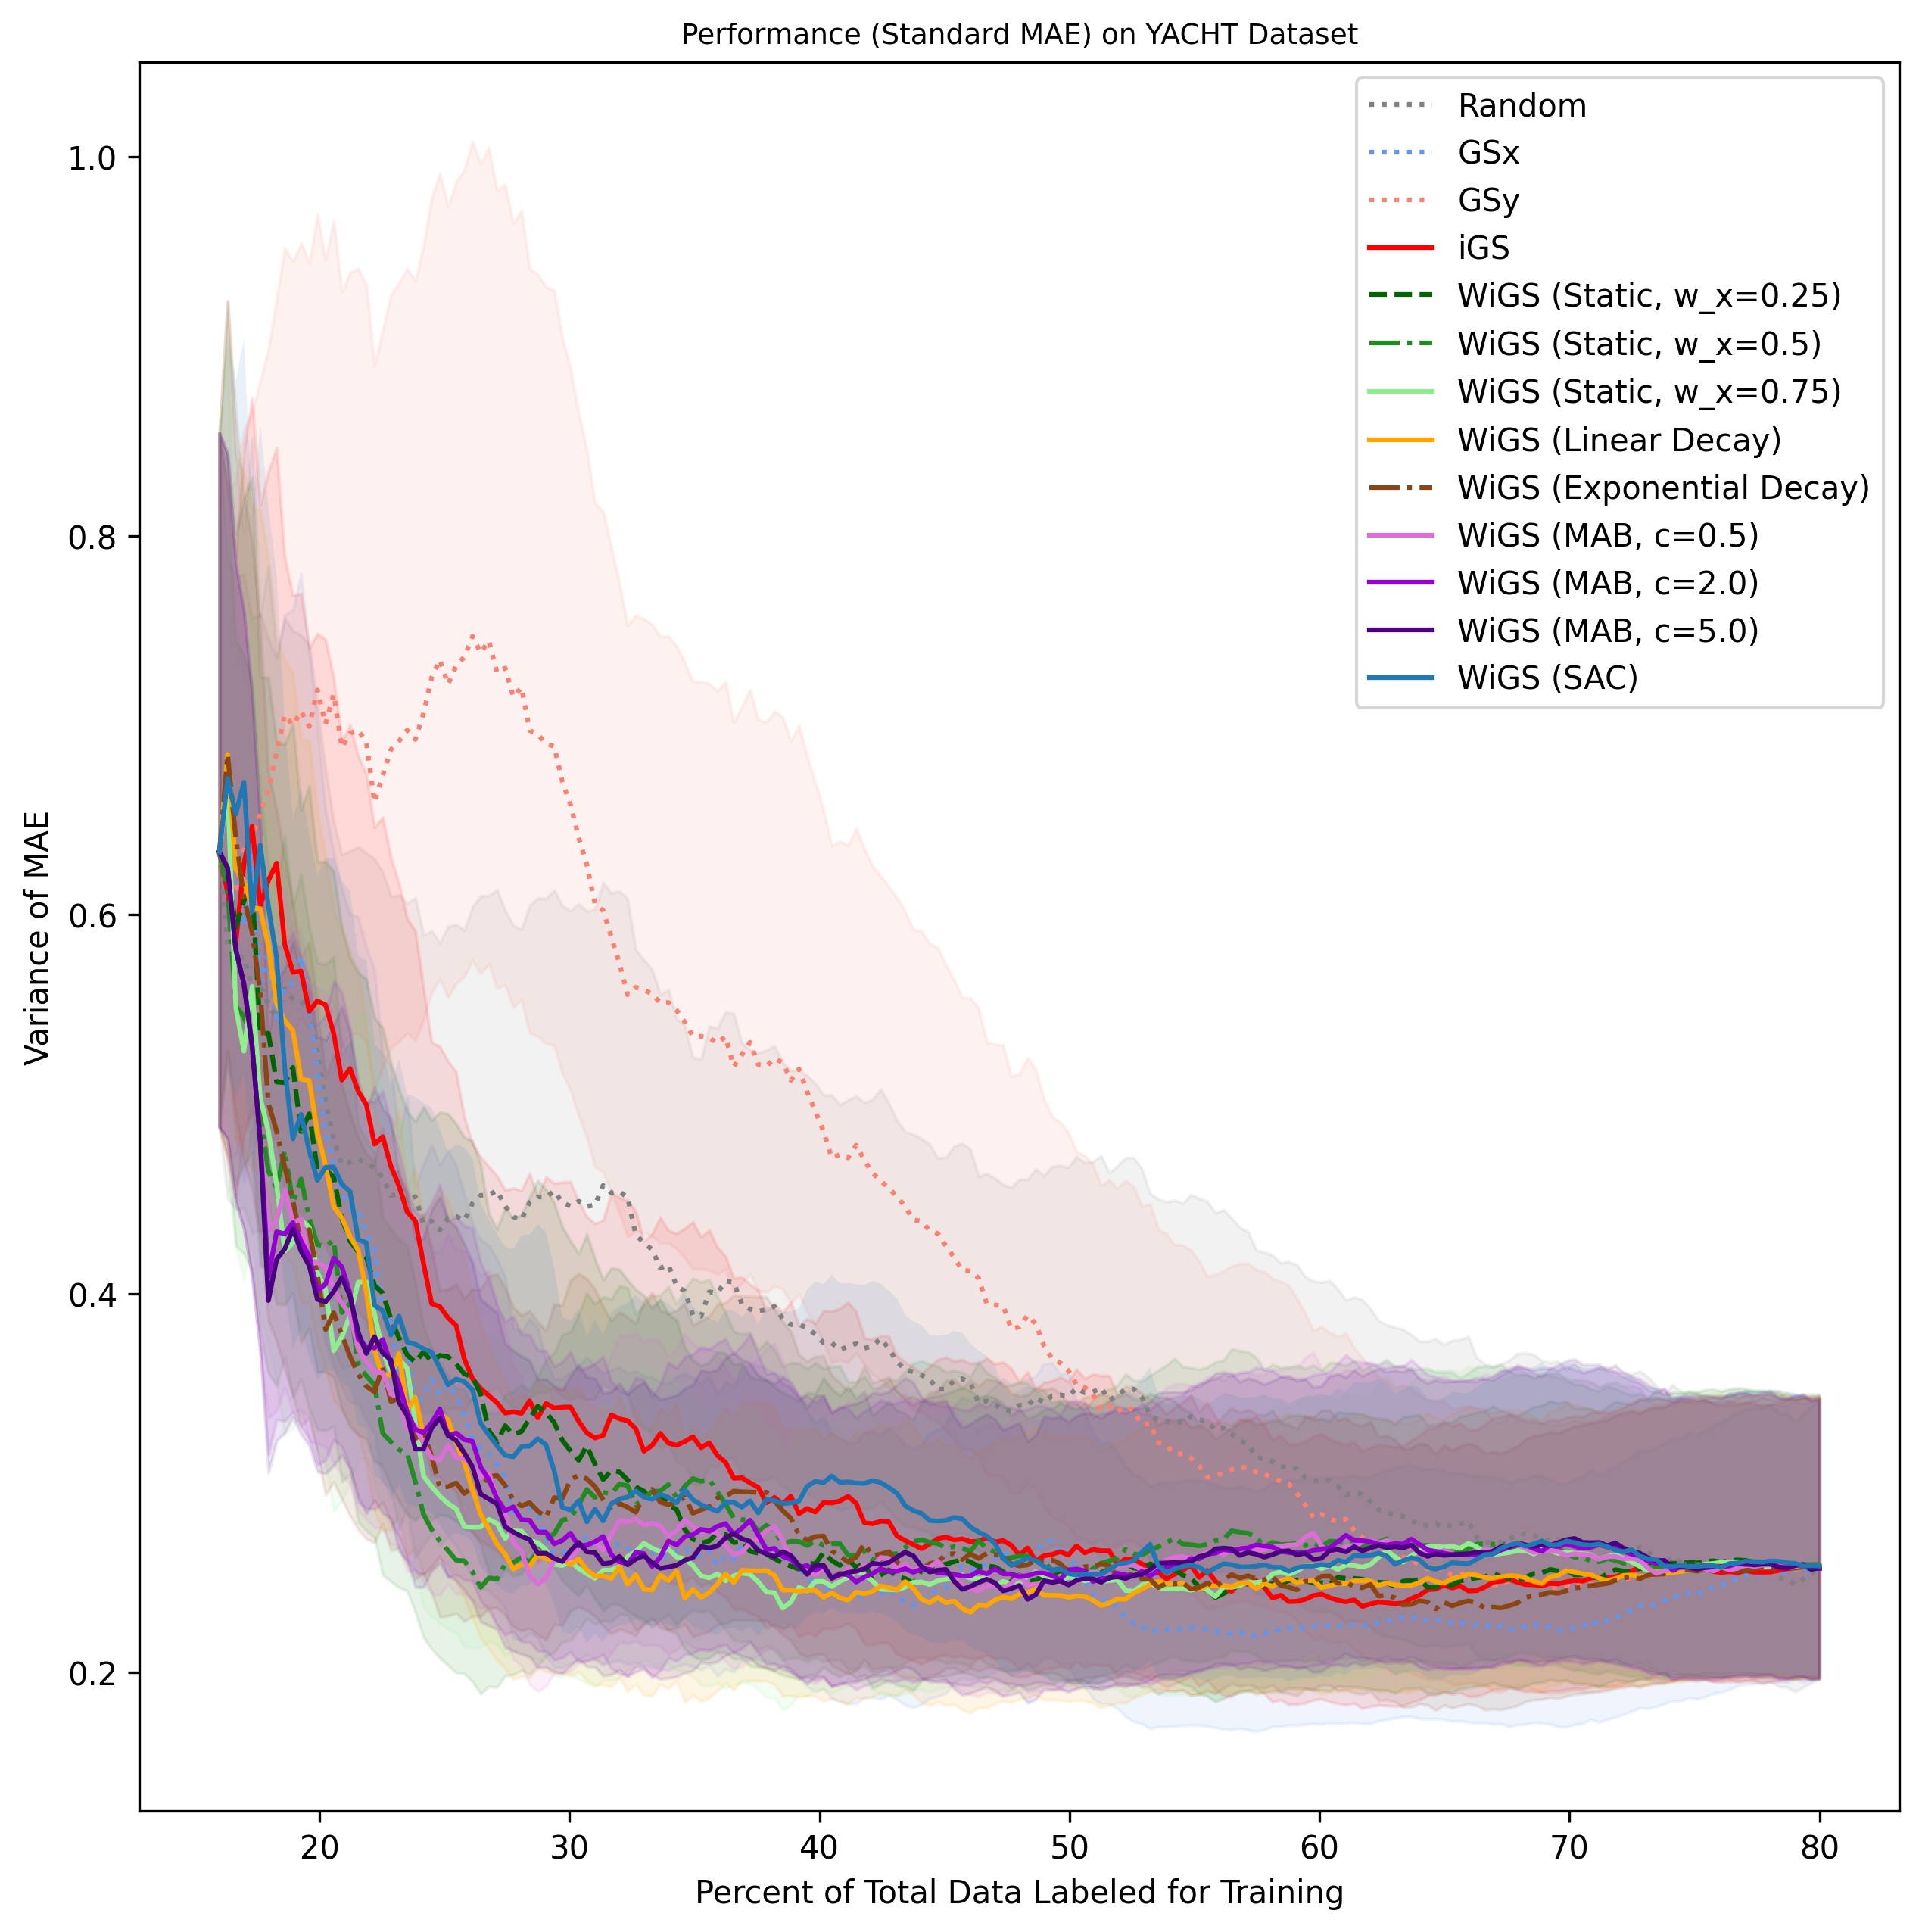 Performance (Standard MAE) on YACHT Dataset
Variance of MAE
1.0
0.8
0.6
0.4
0.2
20
30
40
50
60
70
80
Percent of Total Data Labeled for Training
Random
GSx
GSy
iGS
WiGS (Static, w_x=0.25)
WiGS (Static, w_x=0.5)
WiGS (Static, w_x=0.75)
WiGS (Linear Decay)
WiGS (Exponential Decay)
WiGS (MAB, c=0.5)
WiGS (MAB, c=2.0)
WiGS (MAB, c=5.0)
WiGS (SAC)